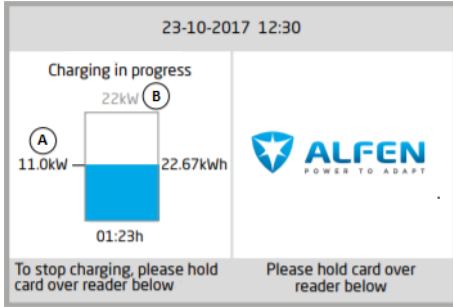 23-10-2017 12:30
Charging in progress
22kW B
A
11.0kW 22.67kWh
01:23h
To stop charging, please hold
card over reader below
ALFEN
POWER TO ADAPT
Please hold card over
reader below